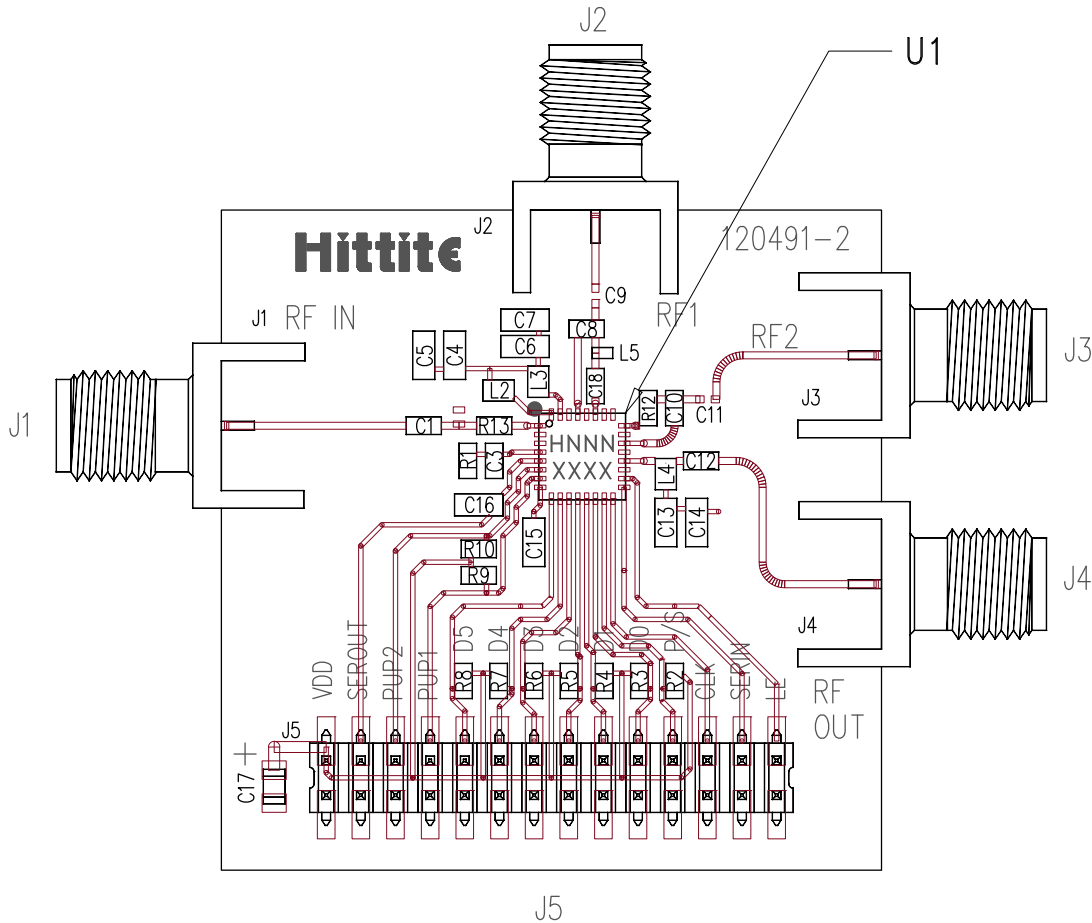 J2
U1
J2
Hittite
120491-2
C9
J1
RF IN
RF1
RF2
C7
C8
C5
C4
C6
L5
J3
L2
L3
C18
R12
C10
C11
J3
J1
C1
R13
HNNN
XXXX
R1
C3
L4
C12
C16
C15
C13
C14
R10
R9
J4
J4
VDD
SEROUT
PUP2
PUP1
D5
D4
D3
D2
D1
D0
P/S
CLK
SERIN
LE
R8
R7
R6
R5
R4
R3
R2
RF
OUT
J5
+
C17
J5